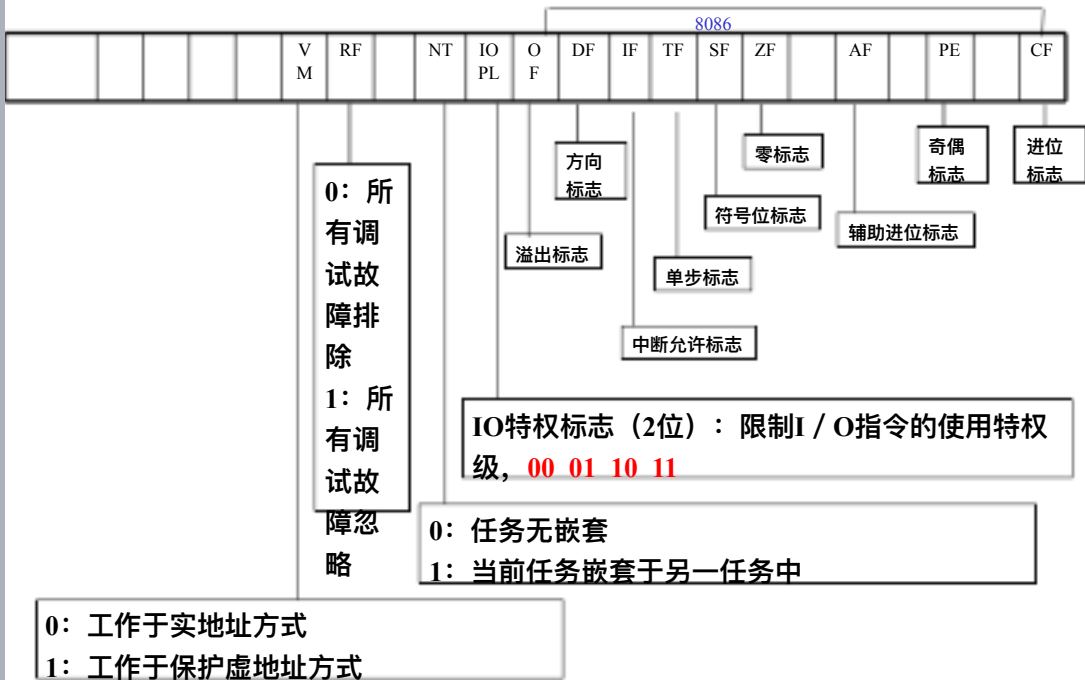 8086
V
M
RF
NT
IO
PL
O
F
DF
IF
TF
SF
ZF
AF
PE
CF
方向
标志
零标志
奇偶
标志
进位
标志
0：所
有调
试故
障排
除
1：所
有调
试故
障忽
略
符号位标志
辅助进位标志
溢出标志
单步标志
中断允许标志
IO特权标志（2位）：限制I／O指令的使用特权
级，00 01 10 11
0：任务无嵌套
1：当前任务嵌套于另一任务中
0：工作于实地址方式
1：工作于保护虚地址方式